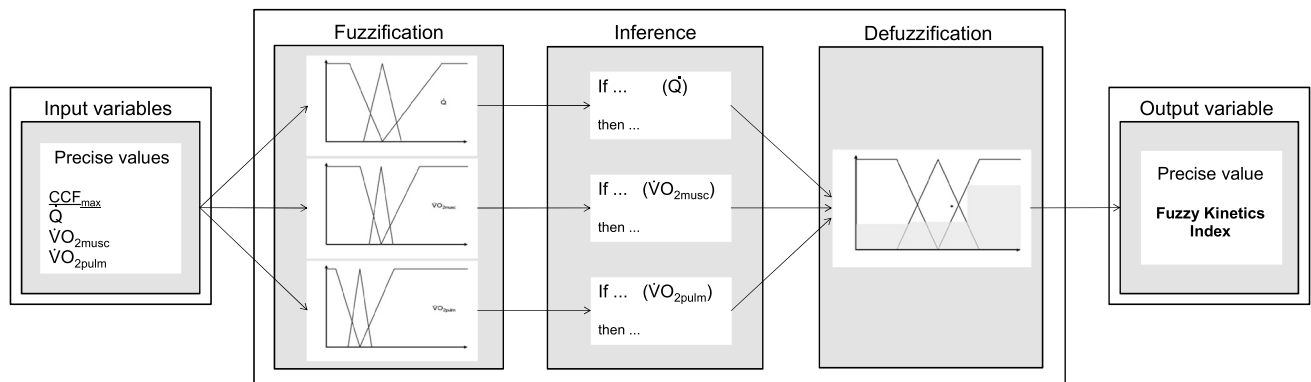 Input variables
Precise values
CCFmax
Q̇
V̇O2musc
V̇O2pulm
Fuzzification
Q̇
V̇O2musc
V̇O2pulm
Inference
If ... (Q̇)
then ...
If ... (V̇O2musc)
then ...
If ... (V̇O2pulm)
then ...
Defuzzification
Output variable
Precise value
Fuzzy Kinetics
Index